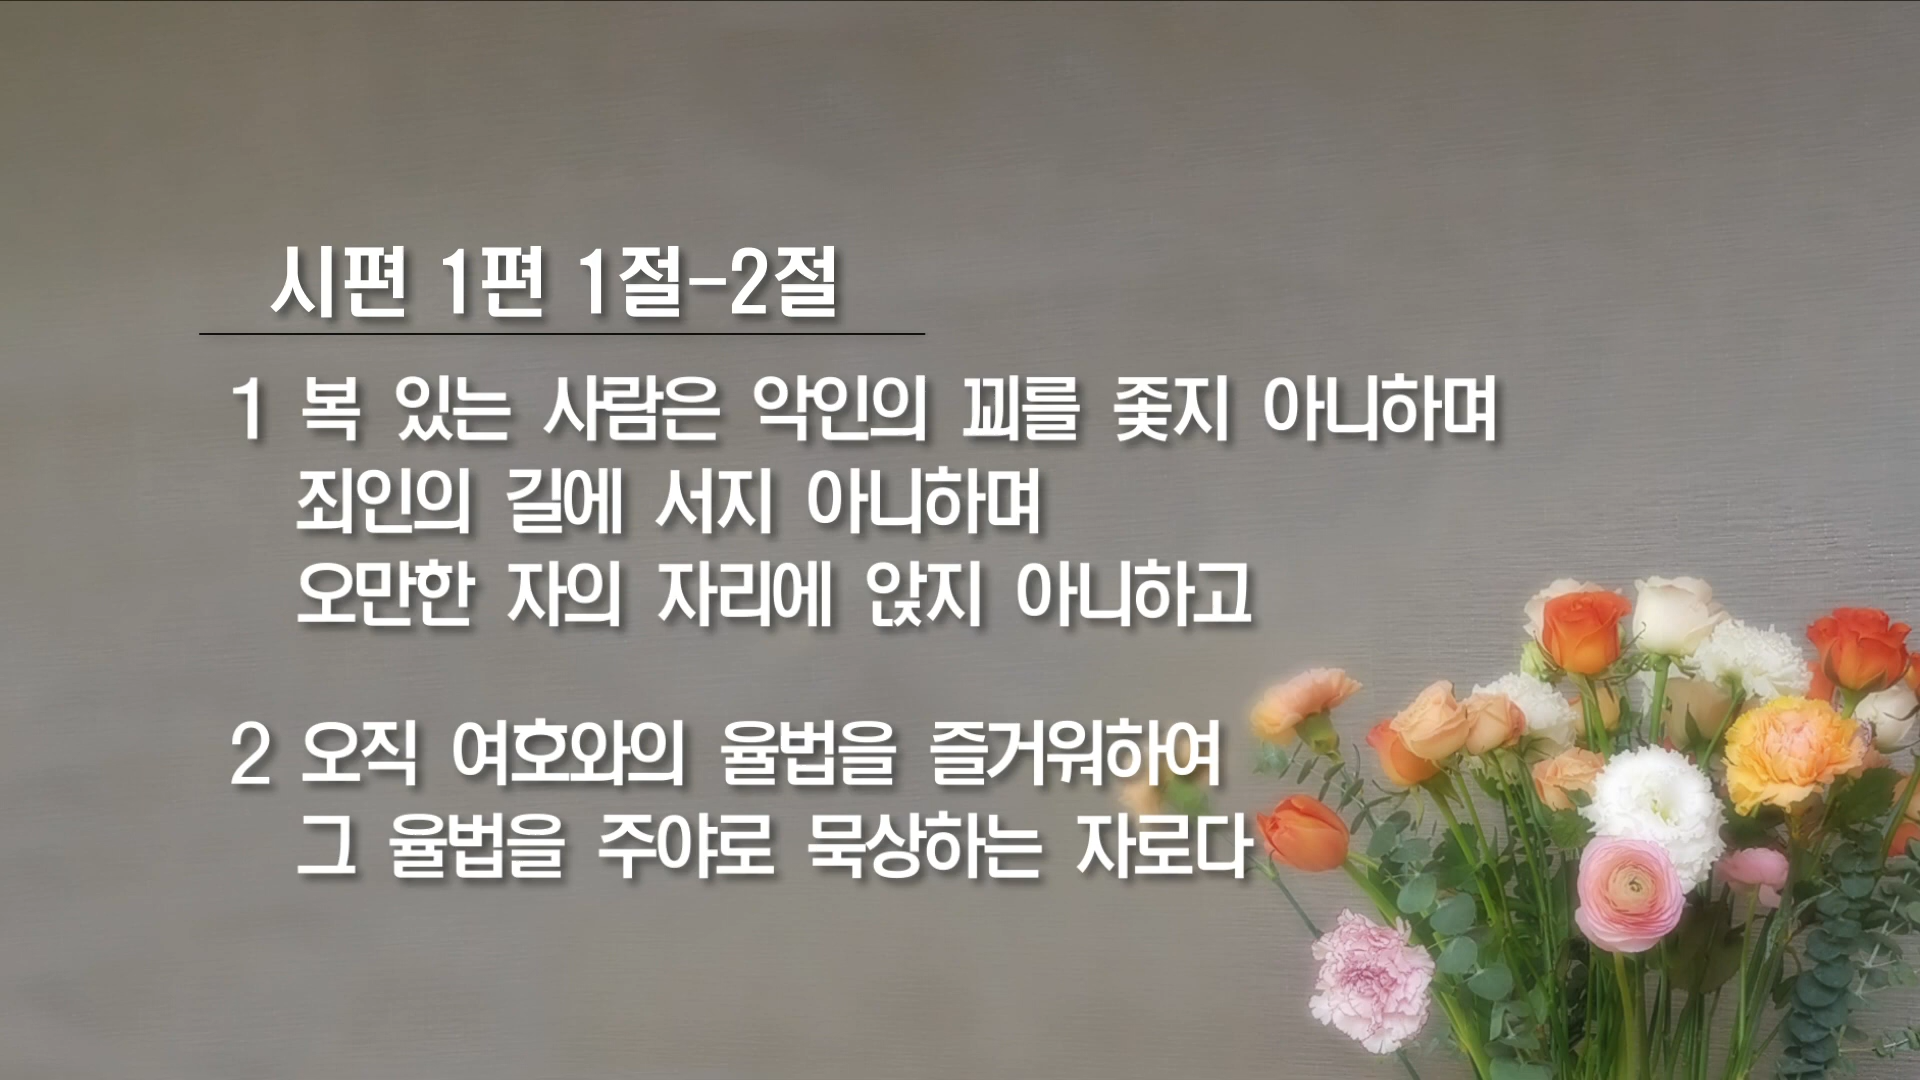 시편 1편 1절-2절
1 복 있는 사람은 악인의 꾀를 좇지 아니하며
죄인의 길에 서지 아니하며
오만한 자의 자리에 앉지 아니하고
2 오직 여호와의 율법을 즐거워하여
그 율법을 주야로 묵상하는 자로다